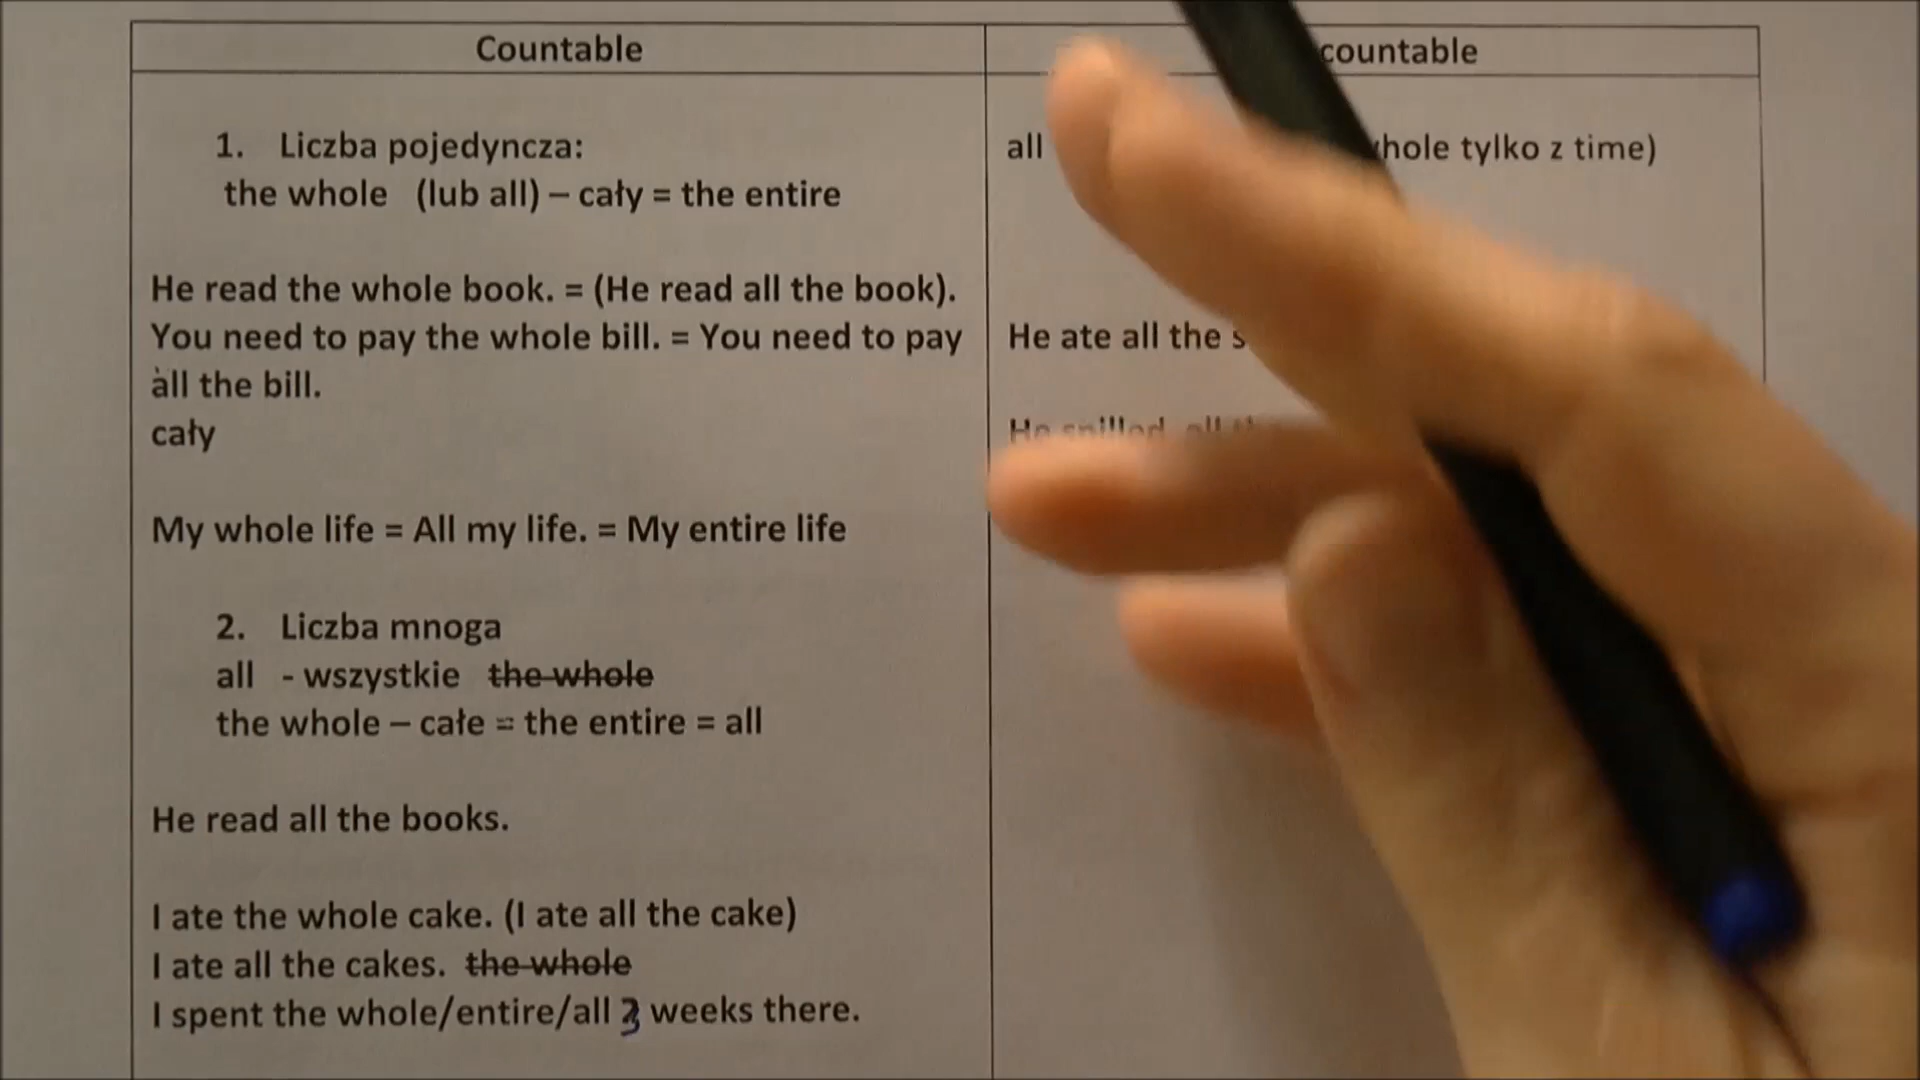 Countable
1. Liczba pojedyncza:
the whole (lub all) – cały = the entire
He read the whole book. = (He read all the book).
You need to pay the whole bill. = You need to pay
all the bill.
cały
My whole life = All my life. = My entire life
2. Liczba mnoga
all - wszystkie the whole
the whole – całe = the entire = all
He read all the books.
I ate the whole cake. (I ate all the cake)
I ate all the cakes. the whole
I spent the whole/entire/all 3 weeks there.
countable
all tylko z time)
He ate all the
He spilled all